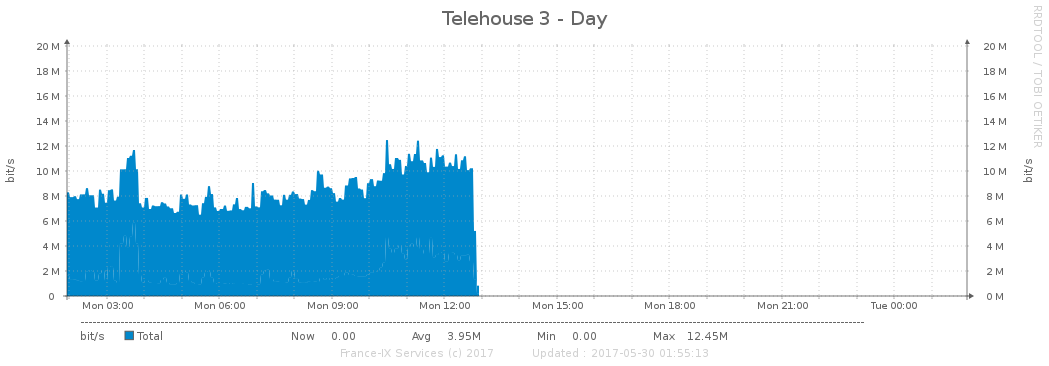 Telehouse 3 - Day
RRDTOOL / TOBI OETIKER
bit/s
20 M 20 M
18 M 18 M
16 M 16 M
14 M 14 M
12 M 12 M
10 M 10 M
8 M 8 M
6 M 6 M
4 M 4 M
2 M 2 M
0 0 M
bit/s
Mon 03:00 Mon 06:00 Mon 09:00 Mon 12:00 Mon 15:00 Mon 18:00 Mon 21:00 Tue 00:00
bit/s Total Now 0.00 Avg 3.95M Min 0.00 Max 12.45M
France-IX Services (c) 2017 Updated : 2017-05-30 01:55:13